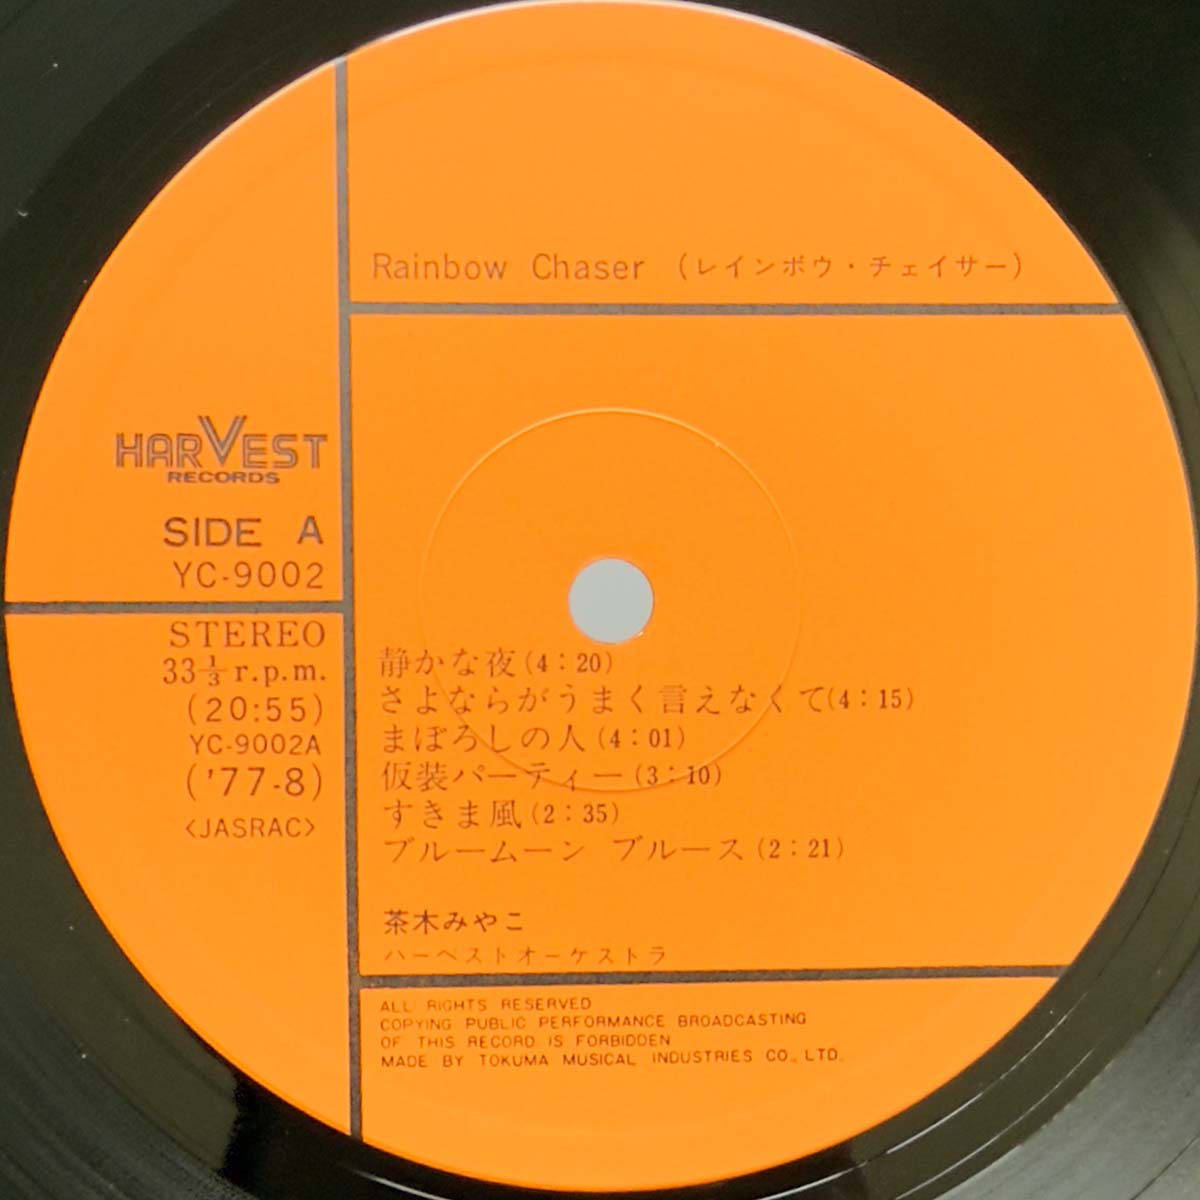 Rainbow Chaser (レインボウ・チェイサー)
HARVEST
RECORDS
SIDE A
YC-9002
STEREO
33⅓ r.p.m.
(20:55)
YC-9002A
('77-8)
<JASRAC>
静かな夜(4:20)
さよならがうまく言えなくて(4:15)
まぼろしの人(4:01)
仮装パーティー(3:10)
すきま風(2:35)
ブルームーン ブルース(2:21)
茶木みやこ
ハーベストオーケストラ
ALL RIGHTS RESERVED
COPYING PUBLIC PERFORMANCE BROADCASTING
OF THIS RECORD IS FORBIDDEN
MADE BY TOKUMA MUSICAL INDUSTRIES CO., LTD.